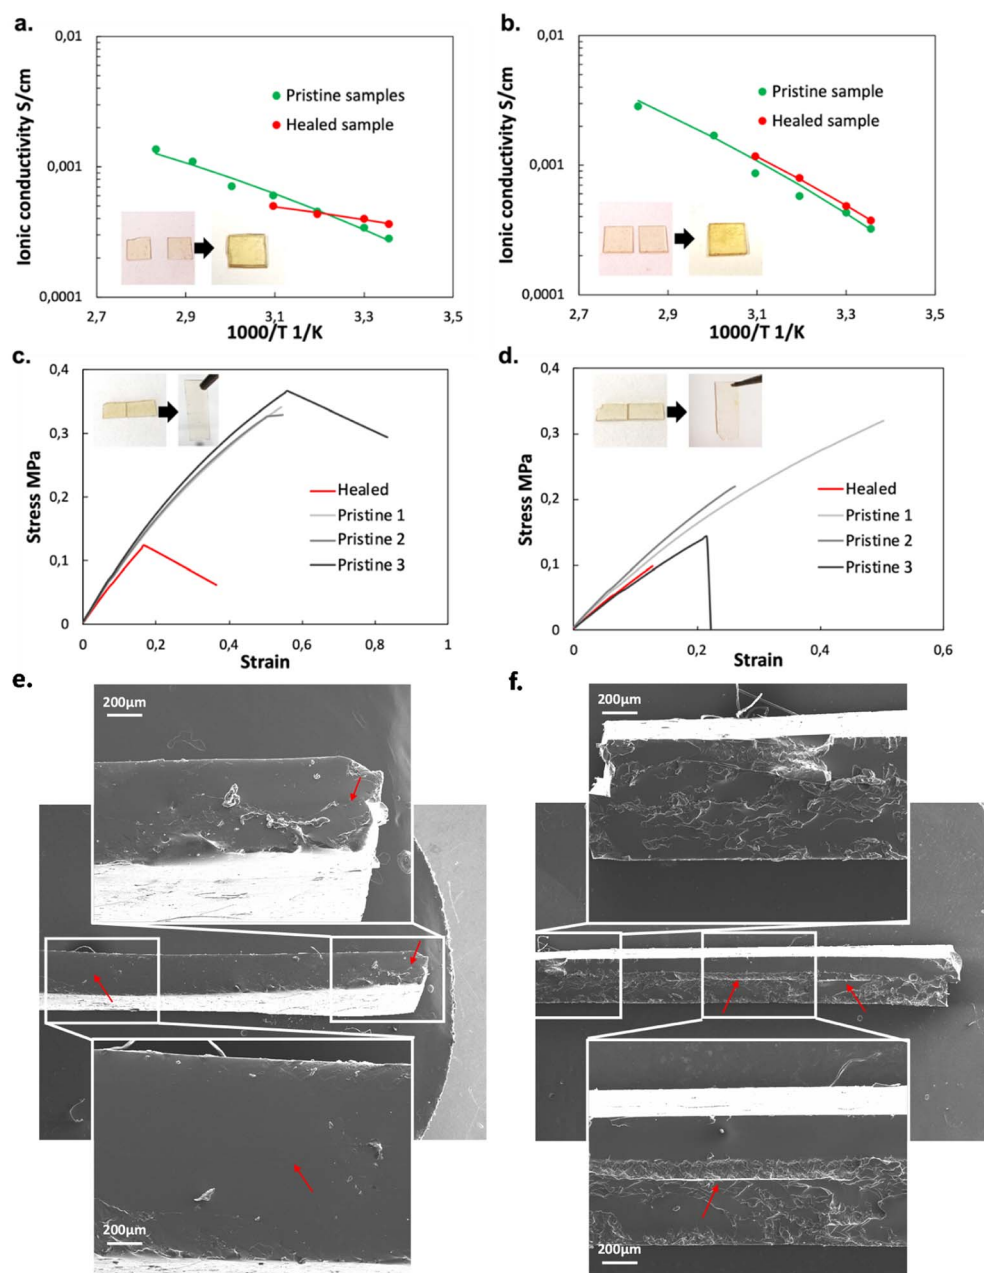 a.
Ionic conductivity S/cm
0,01
0,001
0,0001
Pristine samples
Healed sample
2,7 2,9 3,1 3,3 3,5
1000/T 1/K
b.
Ionic conductivity S/cm
0,01
0,001
0,0001
Pristine sample
Healed sample
2,7 2,9 3,1 3,3 3,5
1000/T 1/K
c.
Stress MPa
0,4
0,3
0,2
0,1
0
Healed
Pristine 1
Pristine 2
Pristine 3
0 0,2 0,4 0,6 0,8 1
Strain
d.
Stress MPa
0,4
0,3
0,2
0,1
0
Healed
Pristine 1
Pristine 2
Pristine 3
0 0,2 0,4 0,6
Strain
e.
200µm
200µm
f.
200µm
200µm